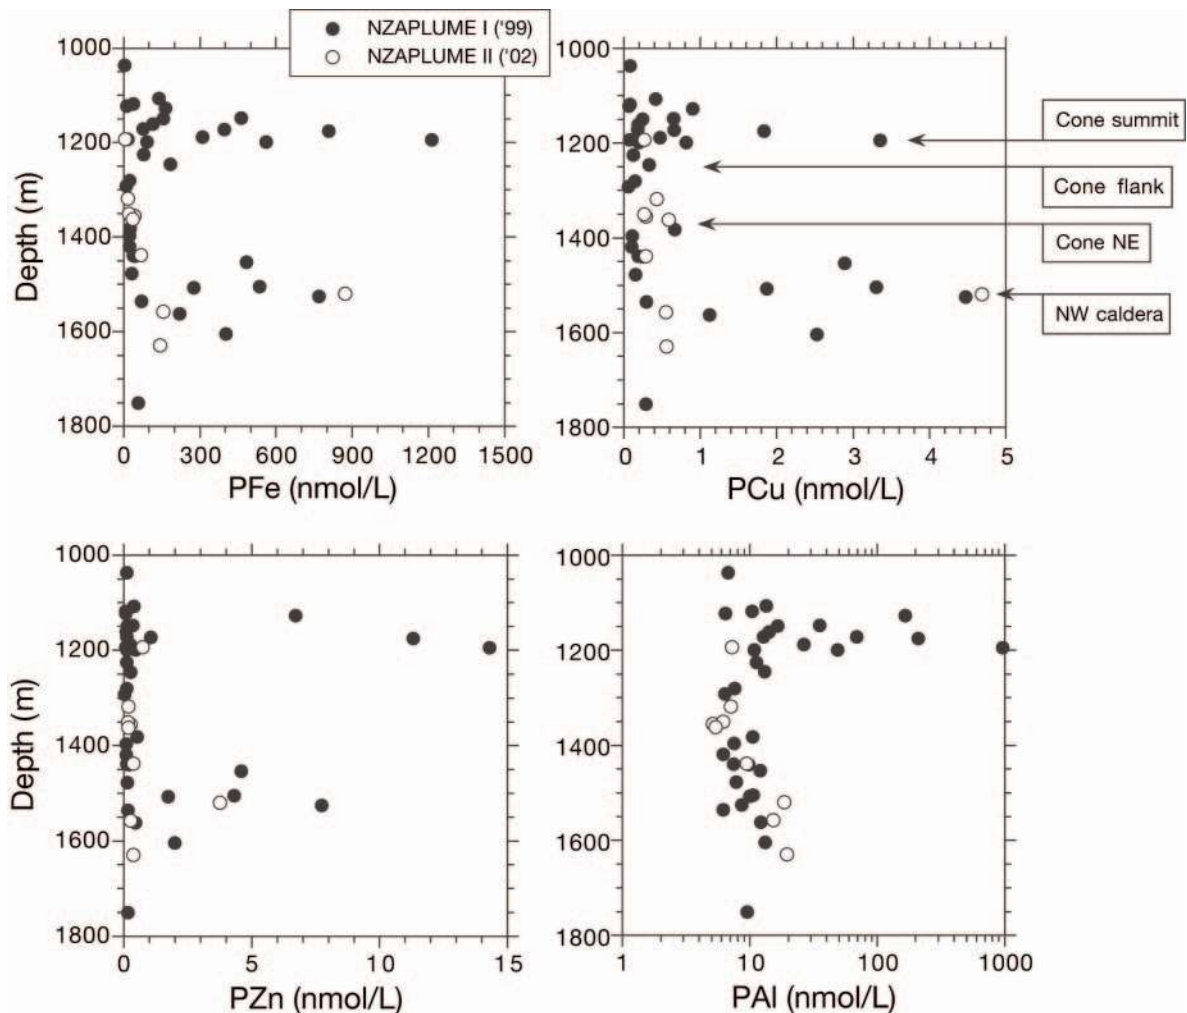 NZAPLUME I ('99)
NZAPLUME II ('02)
1000
1200
1400
1600
1800
Depth (m)
0 300 600 900 1200 1500
PFe (nmol/L)
1000
1200
1400
1600
1800
0 1 2 3 4 5
PCu (nmol/L)
Cone summit
Cone flank
Cone NE
NW caldera
1000
1200
1400
1600
1800
Depth (m)
0 5 10 15
PZn (nmol/L)
1000
1200
1400
1600
1800
1 10 100 1000
PAl (nmol/L)